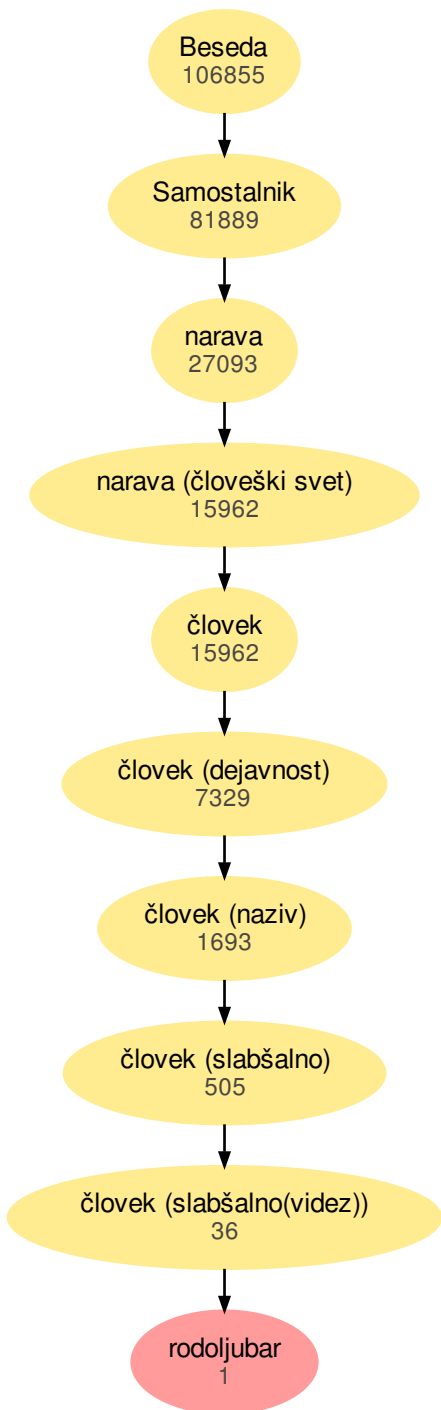 Beseda
106855
Samostalnik
81889
narava
27093
narava (človeški svet)
15962
človek
15962
človek (dejavnost)
7329
človek (naziv)
1693
človek (slabšalno)
505
človek (slabšalno(videz))
36
rodoljubar
1